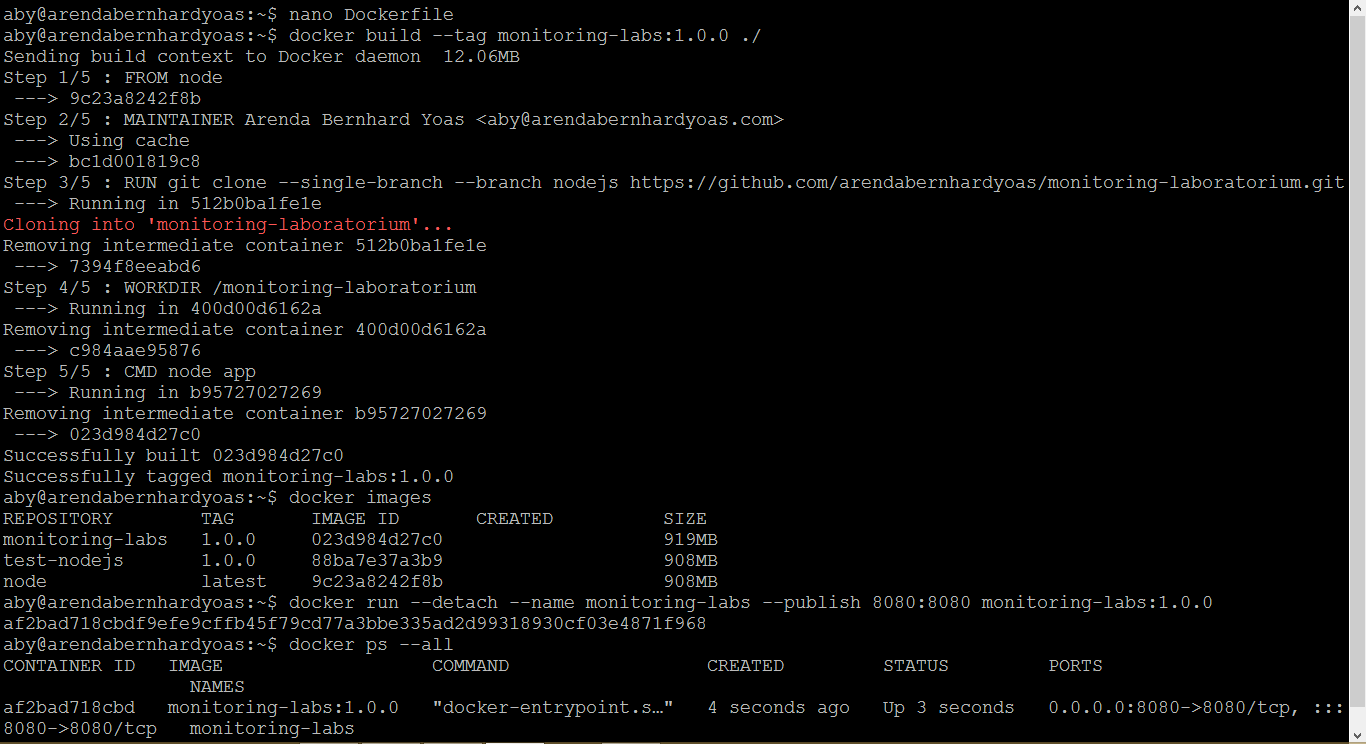 aby@arendabernhardyoas:~$ nano Dockerfile
aby@arendabernhardyoas:~$ docker build --tag monitoring-labs:1.0.0 ./
Sending build context to Docker daemon  12.06MB
Step 1/5 : FROM node
 ---> 9c23a8242f8b
Step 2/5 : MAINTAINER Arenda Bernhard Yoas <aby@arendabernhardyoas.com>
 ---> Using cache
 ---> bc1d001819c8
Step 3/5 : RUN git clone --single-branch --branch nodejs https://github.com/arendabernhardyoas/monitoring-laboratorium.git
 ---> Running in 512b0ba1fe1e
Cloning into 'monitoring-laboratorium'...
Removing intermediate container 512b0ba1fe1e
 ---> 7394f8eeabd6
Step 4/5 : WORKDIR /monitoring-laboratorium
 ---> Running in 400d00d6162a
Removing intermediate container 400d00d6162a
 ---> c984aae95876
Step 5/5 : CMD node app
 ---> Running in b95727027269
Removing intermediate container b95727027269
 ---> 023d984d27c0
Successfully built 023d984d27c0
Successfully tagged monitoring-labs:1.0.0
aby@arendabernhardyoas:~$ docker images
REPOSITORY        TAG       IMAGE ID       CREATED          SIZE
monitoring-labs   1.0.0     023d984d27c0                    919MB
test-nodejs       1.0.0     88ba7e37a3b9                    908MB
node              latest    9c23a8242f8b                    908MB
aby@arendabernhardyoas:~$ docker run --detach --name monitoring-labs --publish 8080:8080 monitoring-labs:1.0.0
af2bad718cbdf9efe9cffb45f79cd77a3bbe335ad2d99318930cf03e4871f968
aby@arendabernhardyoas:~$ docker ps --all
CONTAINER ID   IMAGE                   COMMAND                  CREATED         STATUS         PORTS
                 NAMES
af2bad718cbd   monitoring-labs:1.0.0   "docker-entrypoint.s…"   4 seconds ago   Up 3 seconds   0.0.0.0:8080->8080/tcp, :::
8080->8080/tcp   monitoring-labs